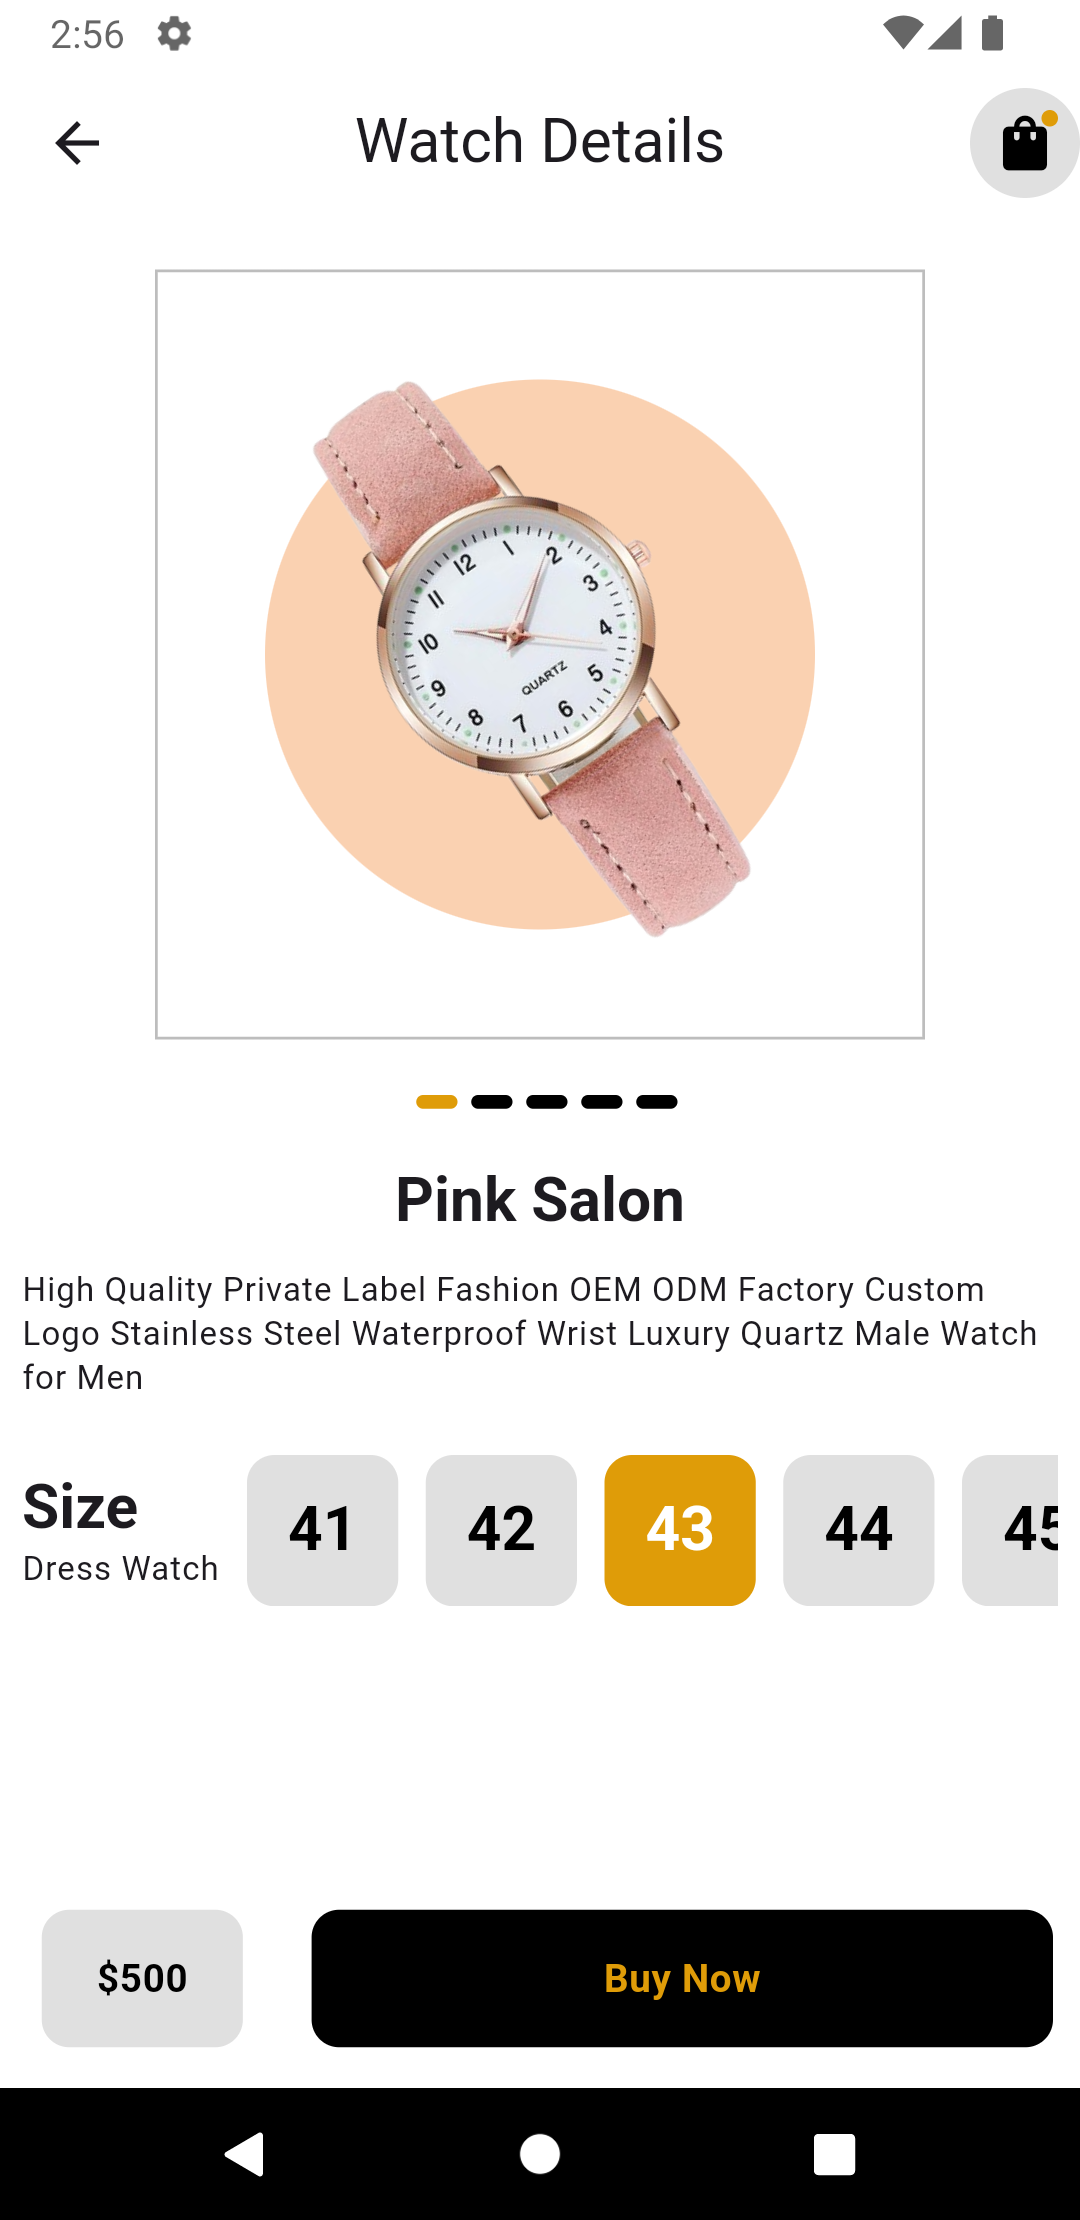 2:56
Watch Details
12 1 2 3 4 5 6 7 8 9 10 11
QUARTZ
Pink Salon
High Quality Private Label Fashion OEM ODM Factory Custom
Logo Stainless Steel Waterproof Wrist Luxury Quartz Male Watch
for Men
Size
Dress Watch
41 42 43 44 45
$500 Buy Now